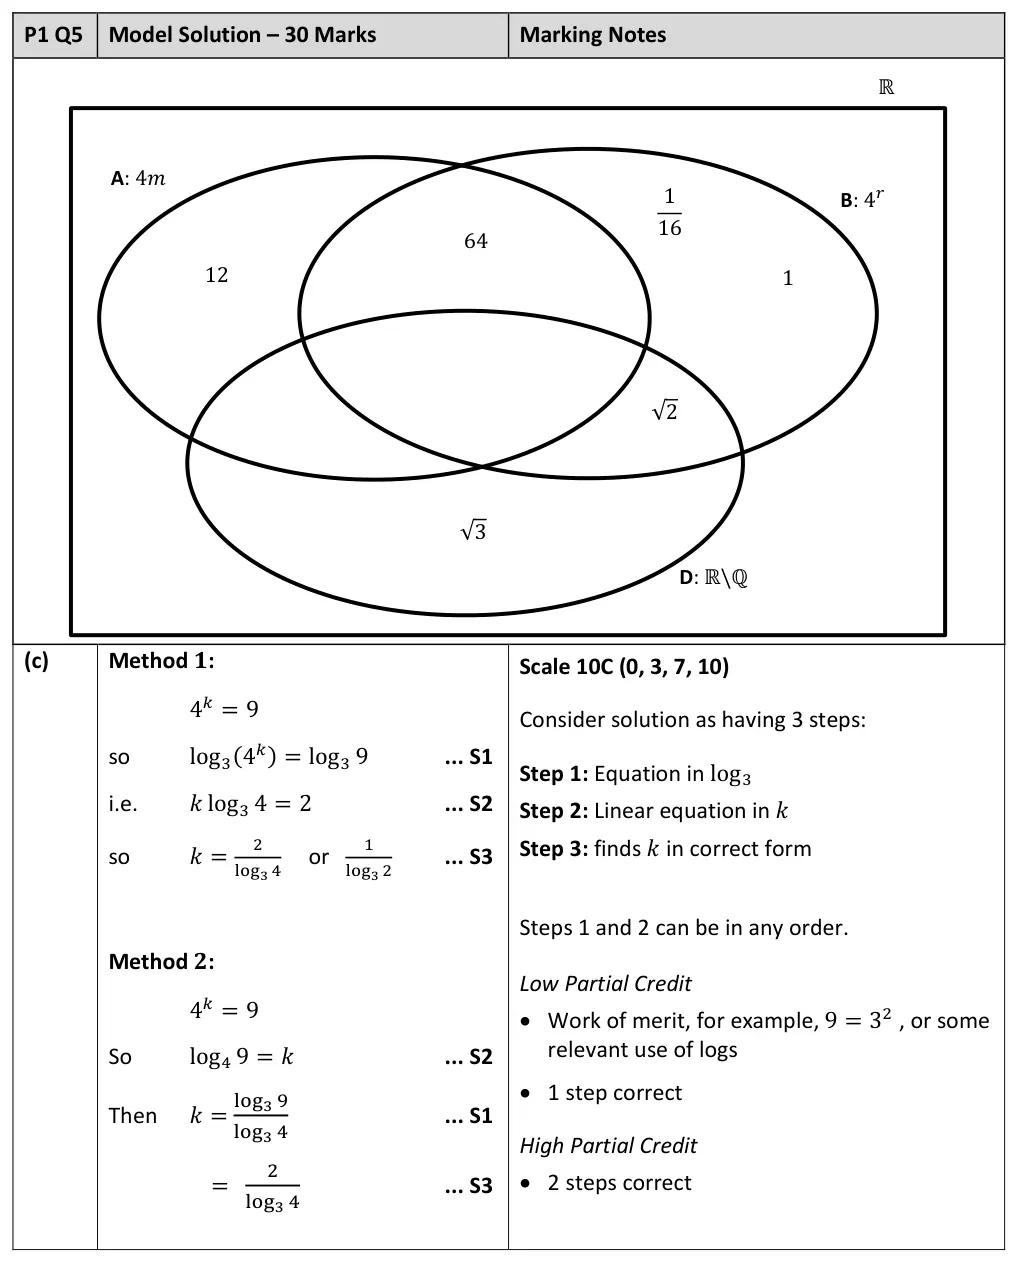 P1 Q5 Model Solution – 30 Marks Marking Notes
ℝ
A: 4𝑚
B: 4^𝑟
1/16
64
12
1
√2
√3
D: ℝ\ℚ
(c) Method 1:
4^𝑘 = 9
so log₃(4^𝑘) = log₃ 9 ... S1
i.e. 𝑘 log₃ 4 = 2 ... S2
so 𝑘 = 2/log₃ 4 or 1/log₃ 2 ... S3
Method 2:
4^𝑘 = 9
So log₄ 9 = 𝑘 ... S2
Then 𝑘 = log₃ 9/log₃ 4 ... S1
= 2/log₃ 4 ... S3
Scale 10C (0, 3, 7, 10)
Consider solution as having 3 steps:
Step 1: Equation in log₃
Step 2: Linear equation in 𝑘
Step 3: finds 𝑘 in correct form
Steps 1 and 2 can be in any order.
Low Partial Credit
• Work of merit, for example, 9 = 3² , or some
relevant use of logs
• 1 step correct
High Partial Credit
• 2 steps correct